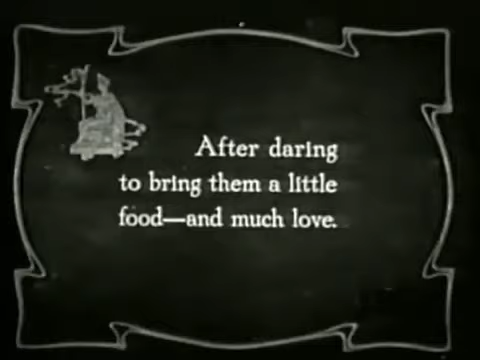 After daring
to bring them a little
food—and much love.